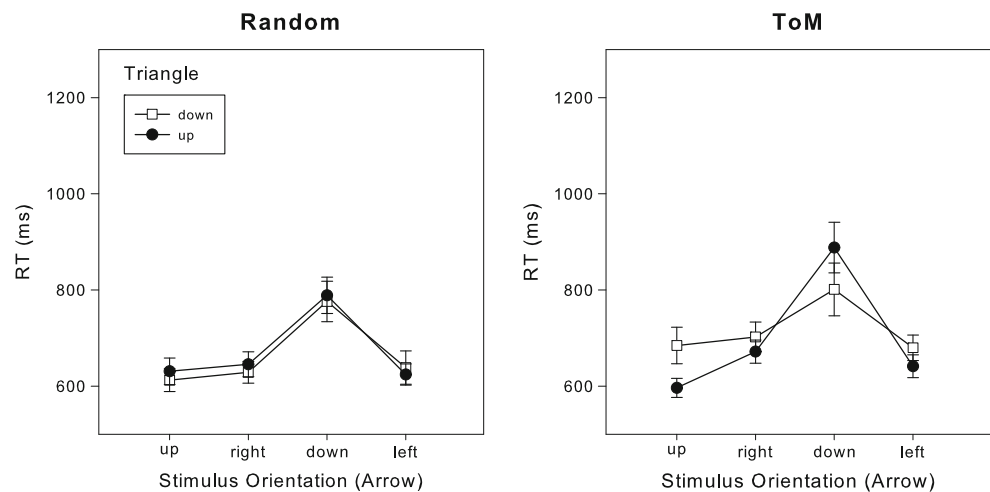 Random
Triangle
down
up
1200
1000
800
600
RT (ms)
up
right
down
left
Stimulus Orientation (Arrow)
ToM
1200
1000
800
600
RT (ms)
up
right
down
left
Stimulus Orientation (Arrow)